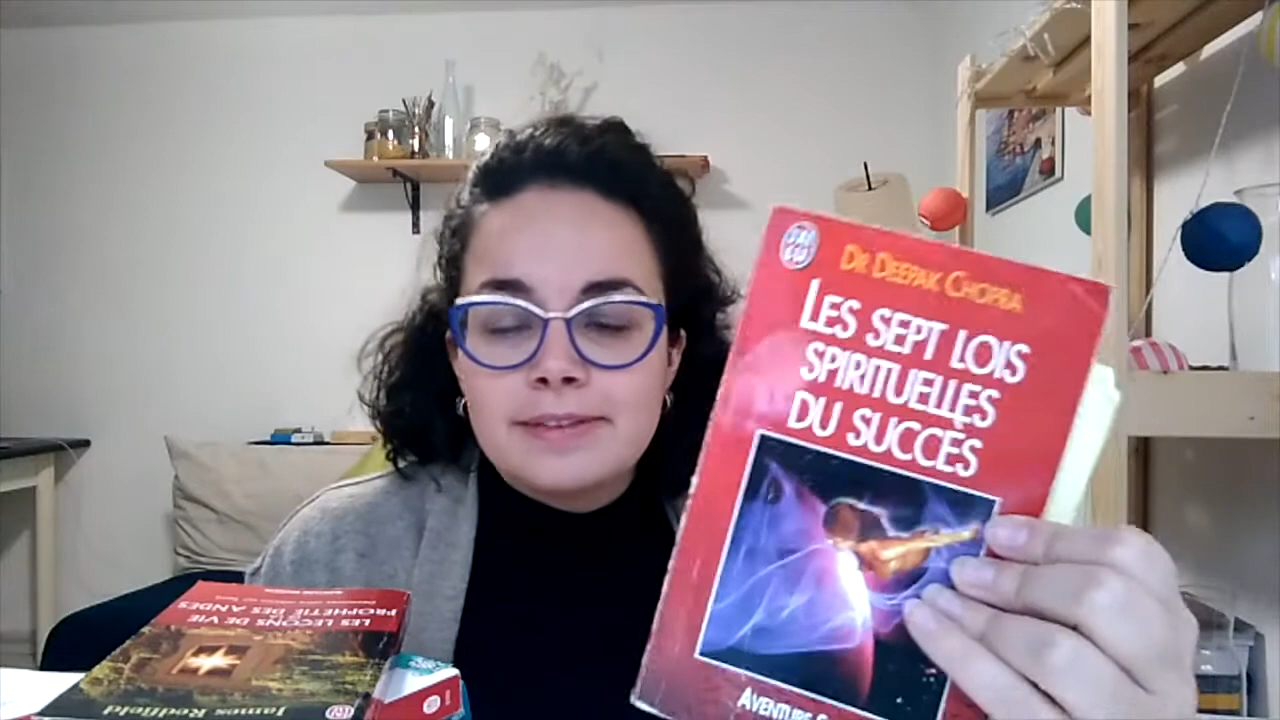 J'AI
LU
DR DEEPAK CHOPRA
LES SEPT LOIS
SPIRITUELLES
DU SUCCÈS
AVENTURE
LES LEÇONS DE VIE
PROPHÉTIE DES ANDES
James Redfield